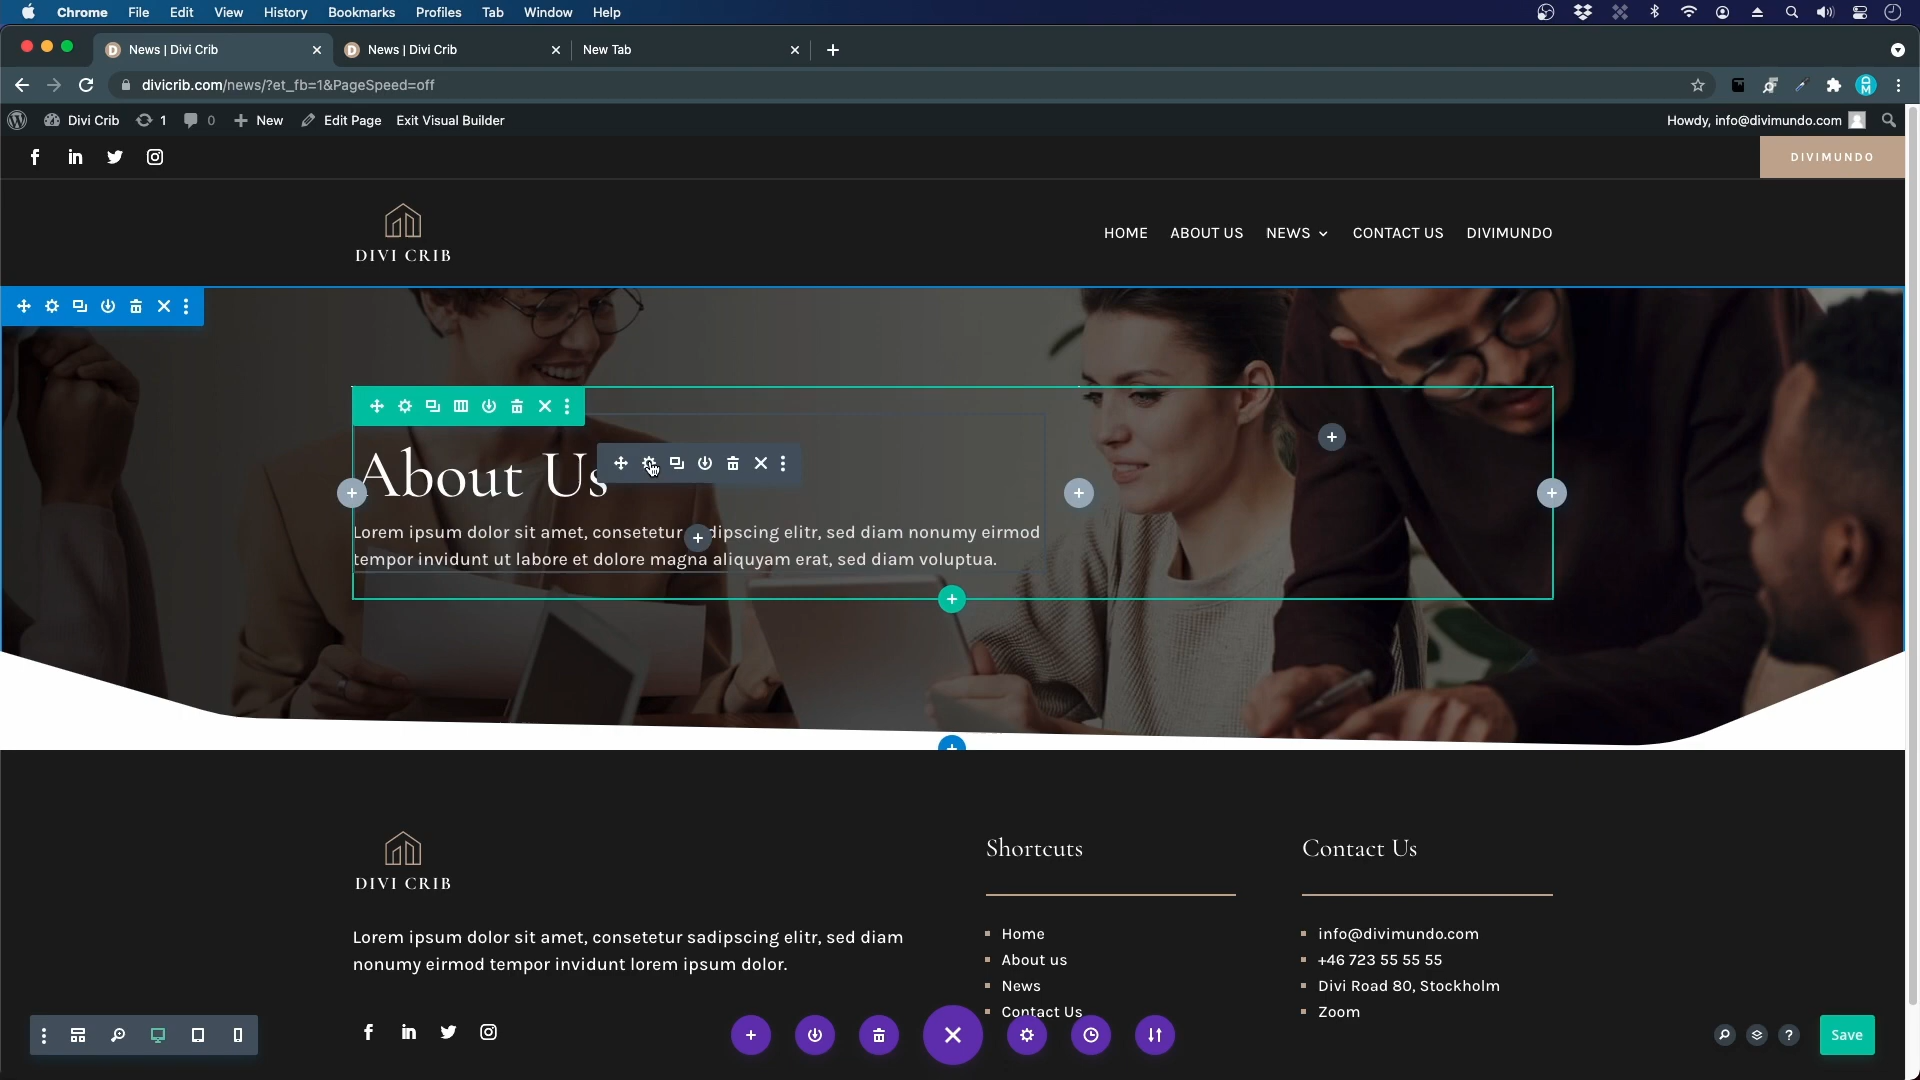 Chrome File Edit View History Bookmarks Profiles Tab Window Help
News | Divi Crib
News | Divi Crib
New Tab
divicrib.com/news/?et_fb=1&PageSpeed=off
Divi Crib 1 0 New Edit Page Exit Visual Builder
Howdy, info@divimundo.com
DIVIMUNDO
DIVI CRIB
HOME ABOUT US NEWS CONTACT US DIVIMUNDO
About Us
Lorem ipsum dolor sit amet, consetetur dipscing elitr, sed diam nonumy eirmod
tempor invidunt ut labore et dolore magna aliquyam erat, sed diam voluptua.
DIVI CRIB
Lorem ipsum dolor sit amet, consetetur sadipscing elitr, sed diam
nonumy eirmod tempor invidunt lorem ipsum dolor.
Shortcuts
Home
About us
News
Contact Us
Contact Us
info@divimundo.com
+46 723 55 55 55
Divi Road 80, Stockholm
Zoom
Save